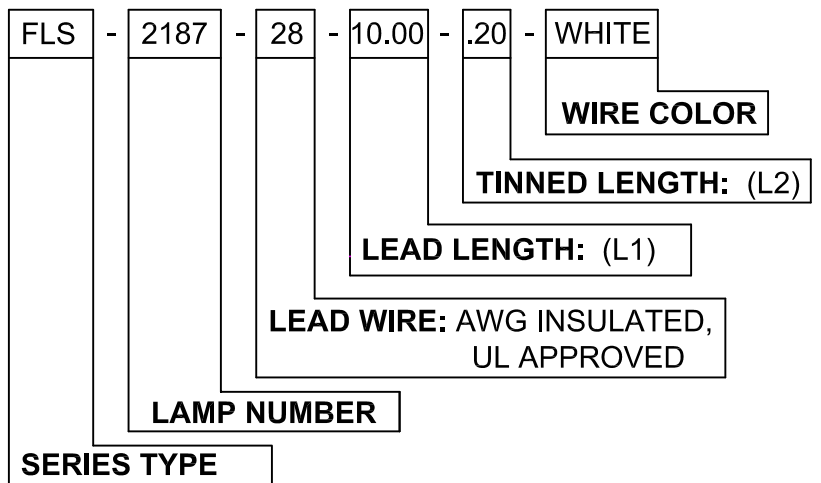 FLS - 2187 - 28 - 10.00 - .20 - WHITE
WIRE COLOR
TINNED LENGTH: (L2)
LEAD LENGTH: (L1)
LEAD WIRE: AWG INSULATED,
UL APPROVED
LAMP NUMBER
SERIES TYPE